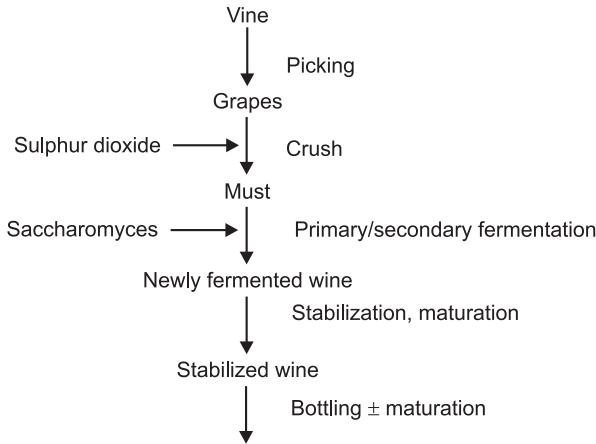 Vine
Picking
Grapes
Sulphur dioxide
Crush
Must
Saccharomyces
Primary/secondary fermentation
Newly fermented wine
Stabilization, maturation
Stabilized wine
Bottling ± maturation